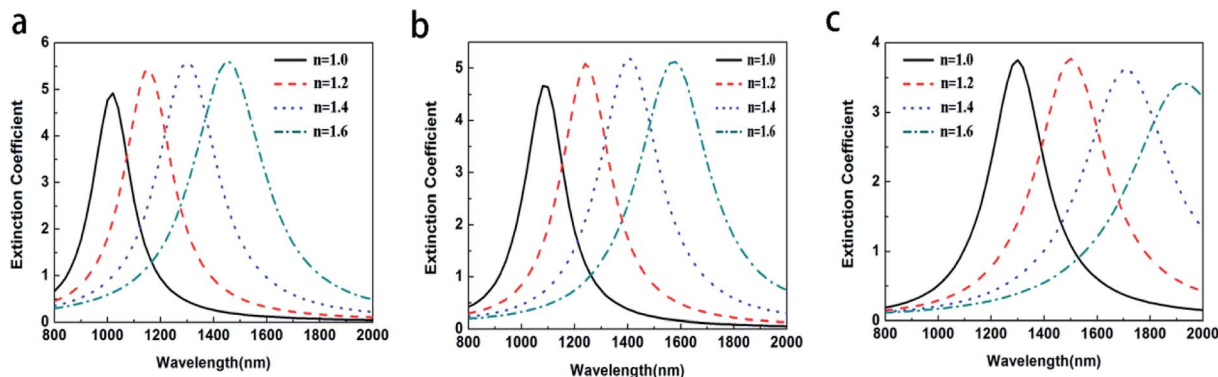 a
Extinction Coefficient
6
5
4
3
2
1
0
800 1000 1200 1400 1600 1800 2000
Wavelength(nm)
n=1.0
n=1.2
n=1.4
n=1.6
b
Extinction Coefficient
5
4
3
2
1
0
800 1000 1200 1400 1600 1800 2000
Wavelength(nm)
n=1.0
n=1.2
n=1.4
n=1.6
c
Extinction Coefficient
4
3
2
1
0
800 1000 1200 1400 1600 1800 2000
Wavelength(nm)
n=1.0
n=1.2
n=1.4
n=1.6